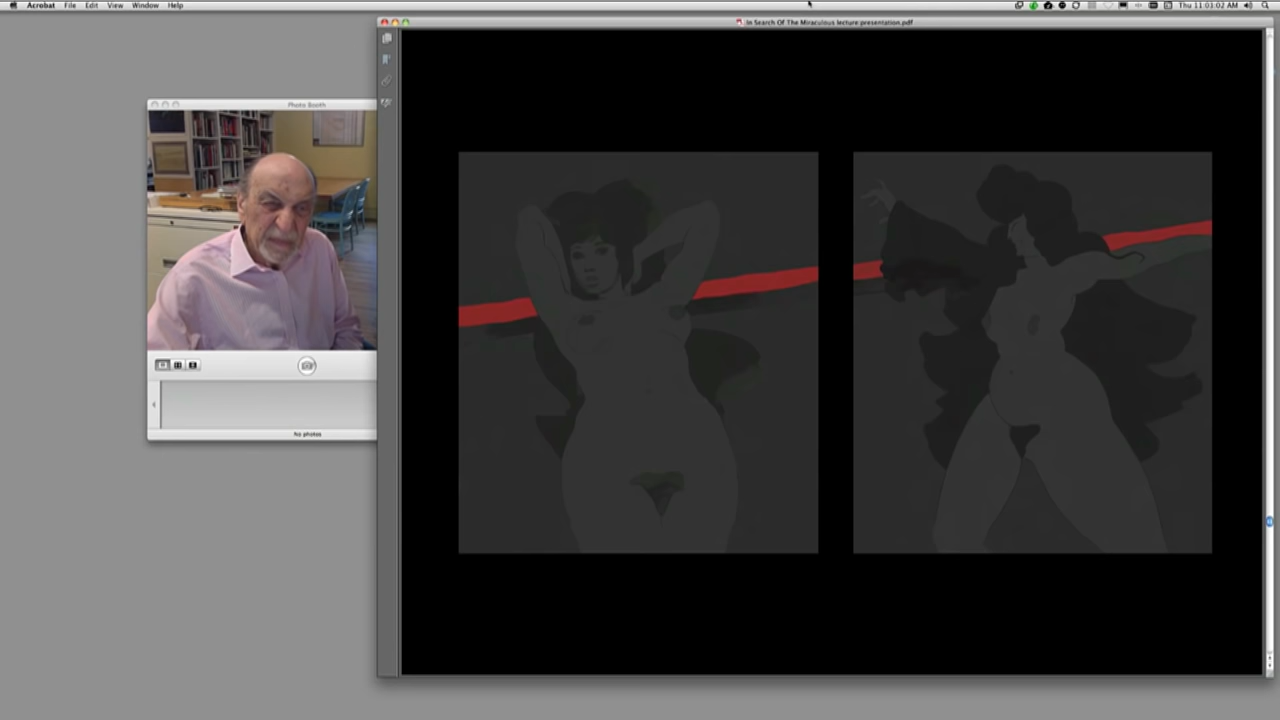 Acrobat File Edit View Window Help Thu 11:03:02 AM
In Search Of The Miraculous lecture presentation.pdf
Photo Booth
No photos